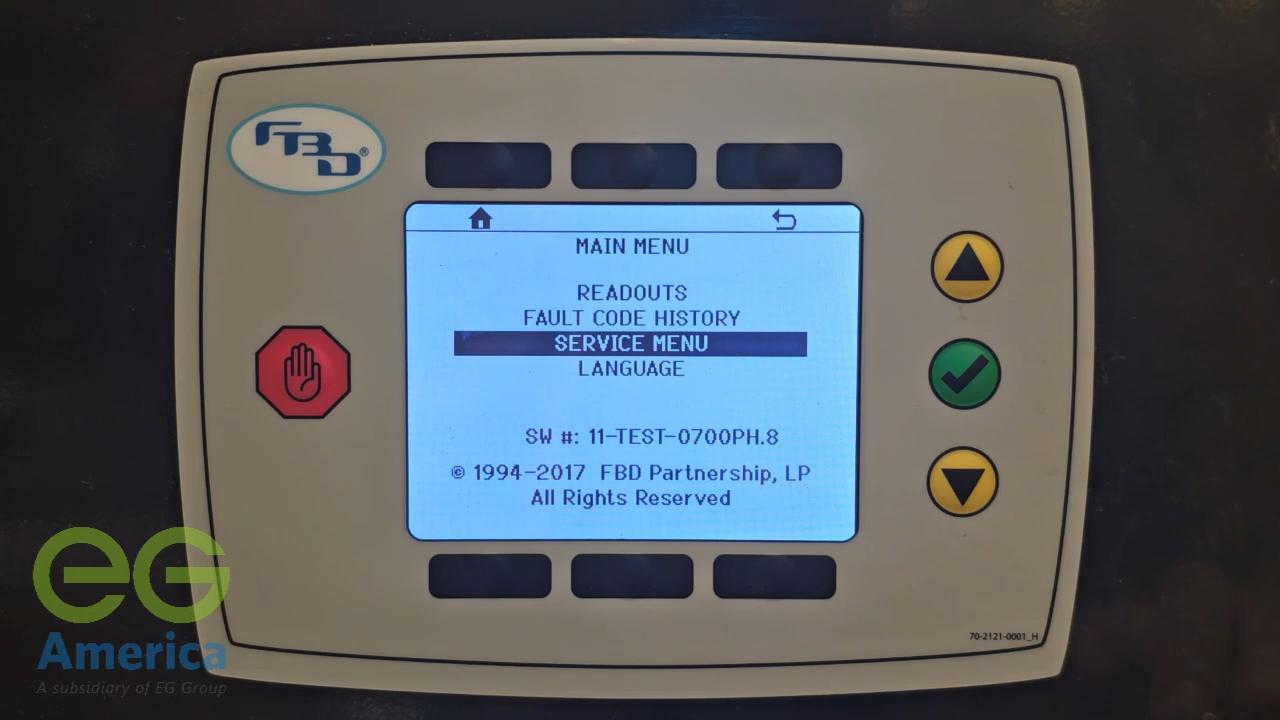 FBD®
MAIN MENU
READOUTS
FAULT CODE HISTORY
SERVICE MENU
LANGUAGE
SW #: 11-TEST-0700PH.8
© 1994-2017 FBD Partnership, LP
All Rights Reserved
70-2121-0001_H
eG
America
A subsidiary of EG Group